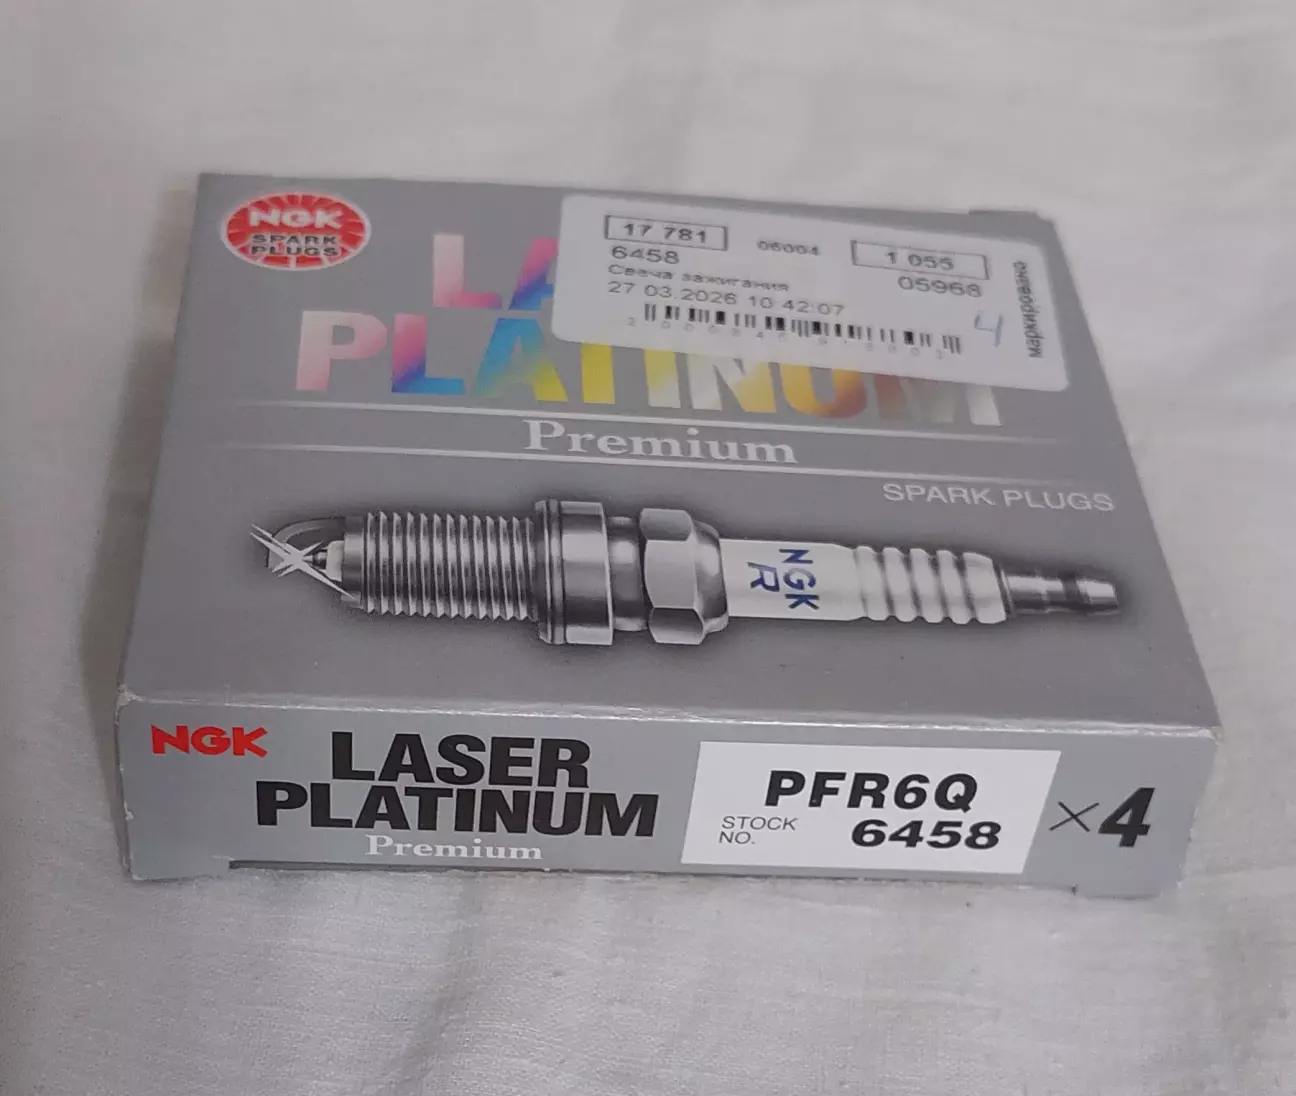 NGK
SPARK
PLUGS
17 781
06004
1 055
6458
05968
Свеча зажигания
27 03.2026 10:42:07
4
маркировано
LA
PLATINUM
Premium
SPARK PLUGS
NGK
R
NGK
LASER
PLATINUM
Premium
PFR6Q
STOCK
NO.
6458
×4